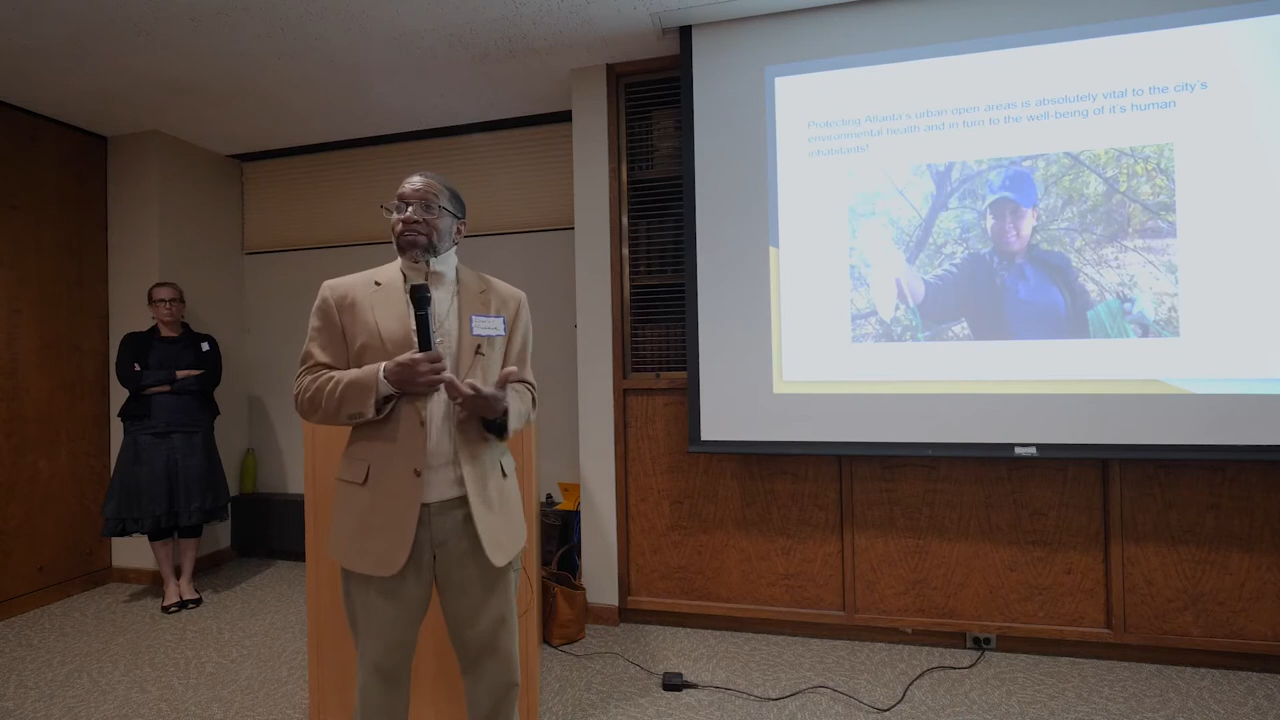 Protecting Atlanta's urban open areas is absolutely vital to the city's
environmental health and in turn to the well-being of it's human
inhabitants!